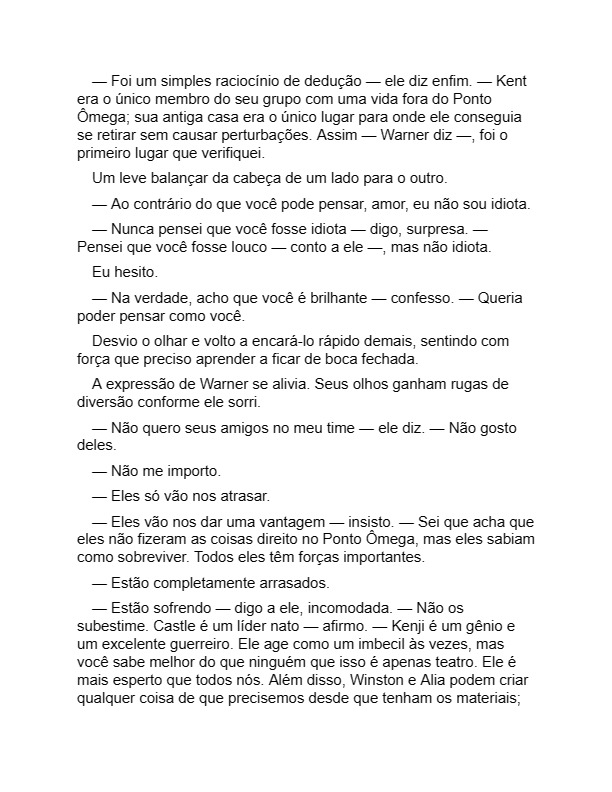 — Foi um simples raciocínio de dedução — ele diz enfim. — Kent
era o único membro do seu grupo com uma vida fora do Ponto
Ômega; sua antiga casa era o único lugar para onde ele conseguia
se retirar sem causar perturbações. Assim — Warner diz —, foi o
primeiro lugar que verifiquei.
Um leve balançar da cabeça de um lado para o outro.
— Ao contrário do que você pode pensar, amor, eu não sou idiota.
— Nunca pensei que você fosse idiota — digo, surpresa. —
Pensei que você fosse louco — conto a ele —, mas não idiota.
Eu hesito.
— Na verdade, acho que você é brilhante — confesso. — Queria
poder pensar como você.
Desvio o olhar e volto a encará-lo rápido demais, sentindo com
força que preciso aprender a ficar de boca fechada.
A expressão de Warner se alivia. Seus olhos ganham rugas de
diversão conforme ele sorri.
— Não quero seus amigos no meu time — ele diz. — Não gosto
deles.
— Não me importo.
— Eles só vão nos atrasar.
— Eles vão nos dar uma vantagem — insisto. — Sei que acha que
eles não fizeram as coisas direito no Ponto Ômega, mas eles sabiam
como sobreviver. Todos eles têm forças importantes.
— Estão completamente arrasados.
— Estão sofrendo — digo a ele, incomodada. — Não os
subestime. Castle é um líder nato — afirmo. — Kenji é um gênio e
um excelente guerreiro. Ele age como um imbecil às vezes, mas
você sabe melhor do que ninguém que isso é apenas teatro. Ele é
mais esperto que todos nós. Além disso, Winston e Alia podem criar
qualquer coisa de que precisemos desde que tenham os materiais;